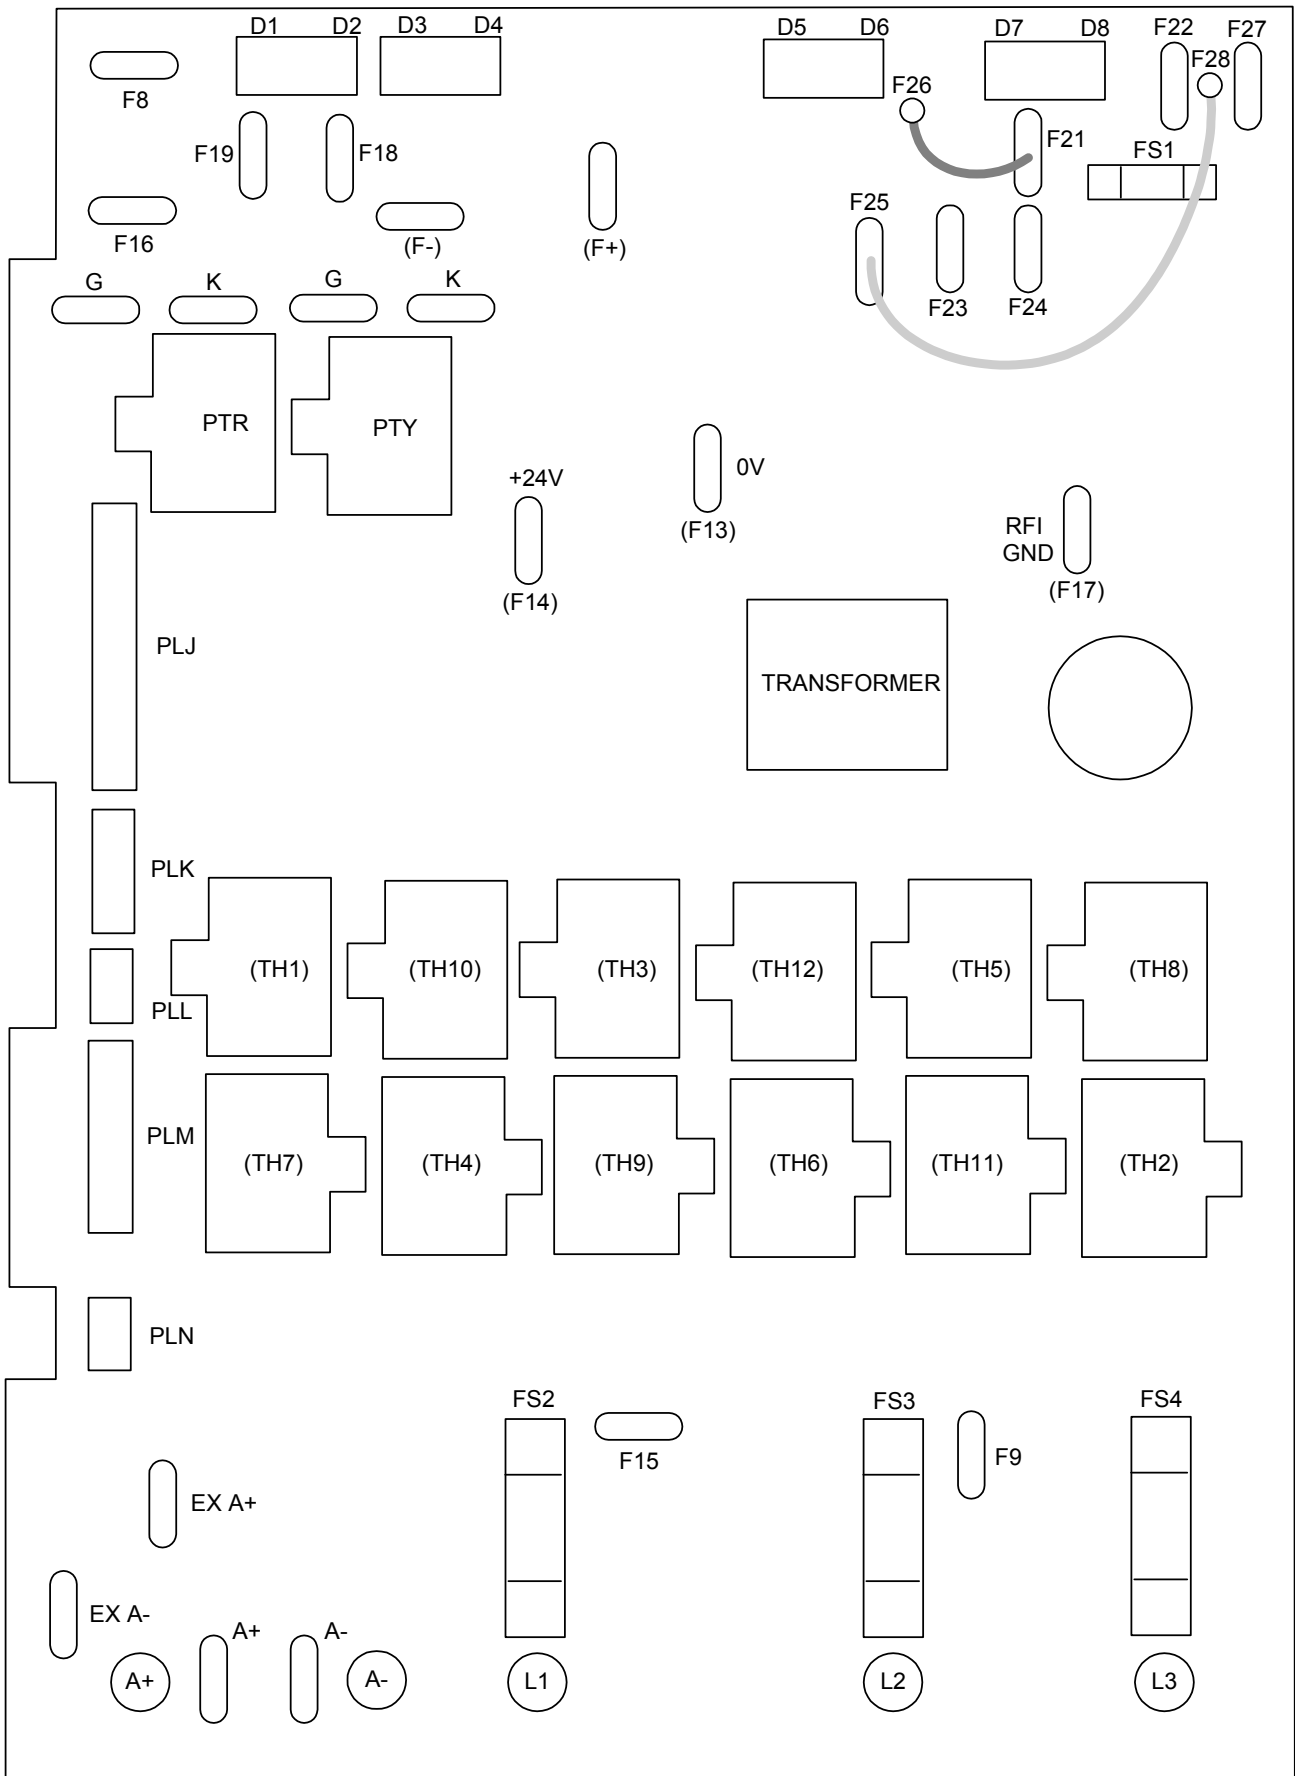 D1 D2 D3 D4 D5 D6 D7 D8 F22 F27
F28
F8
F26
F19 F18 F21
FS1
F25
F16 (F-) (F+)
G K G K
F23 F24
PTR PTY
+24V 0V
(F13)
RFI
GND
(F14) (F17)
PLJ
TRANSFORMER
PLK
(TH1) (TH10) (TH3) (TH12) (TH5) (TH8)
PLL
PLM
(TH7) (TH4) (TH9) (TH6) (TH11) (TH2)
PLN
FS2 FS3 FS4
F15 F9
EX A+
EX A-
A+ A-
A+ A- L1 L2 L3